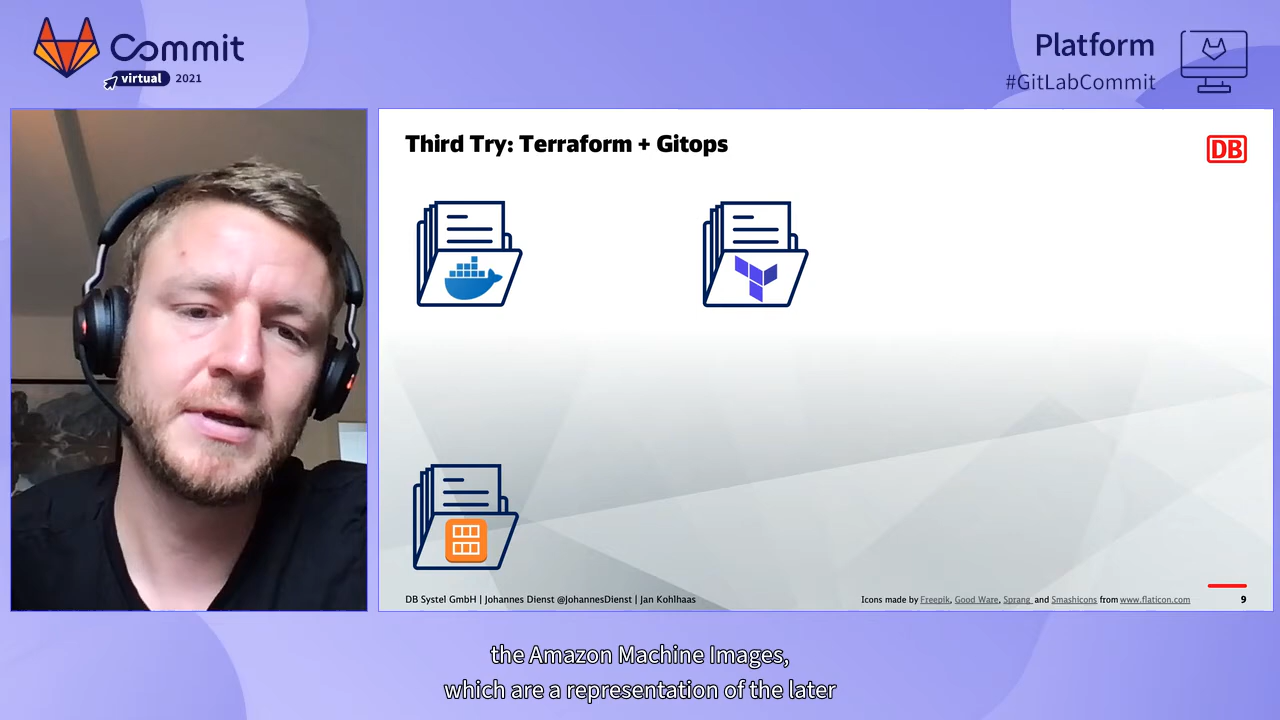 Commit
virtual 2021
Platform
#GitLabCommit
Third Try: Terraform + Gitops
DB
DB Systel GmbH | Johannes Dienst @JohannesDienst | Jan Kohlhaas
Icons made by Freepik, Good Ware, Sprang and Smashicons from www.flaticon.com
9
the Amazon Machine Images,
which are a representation of the later